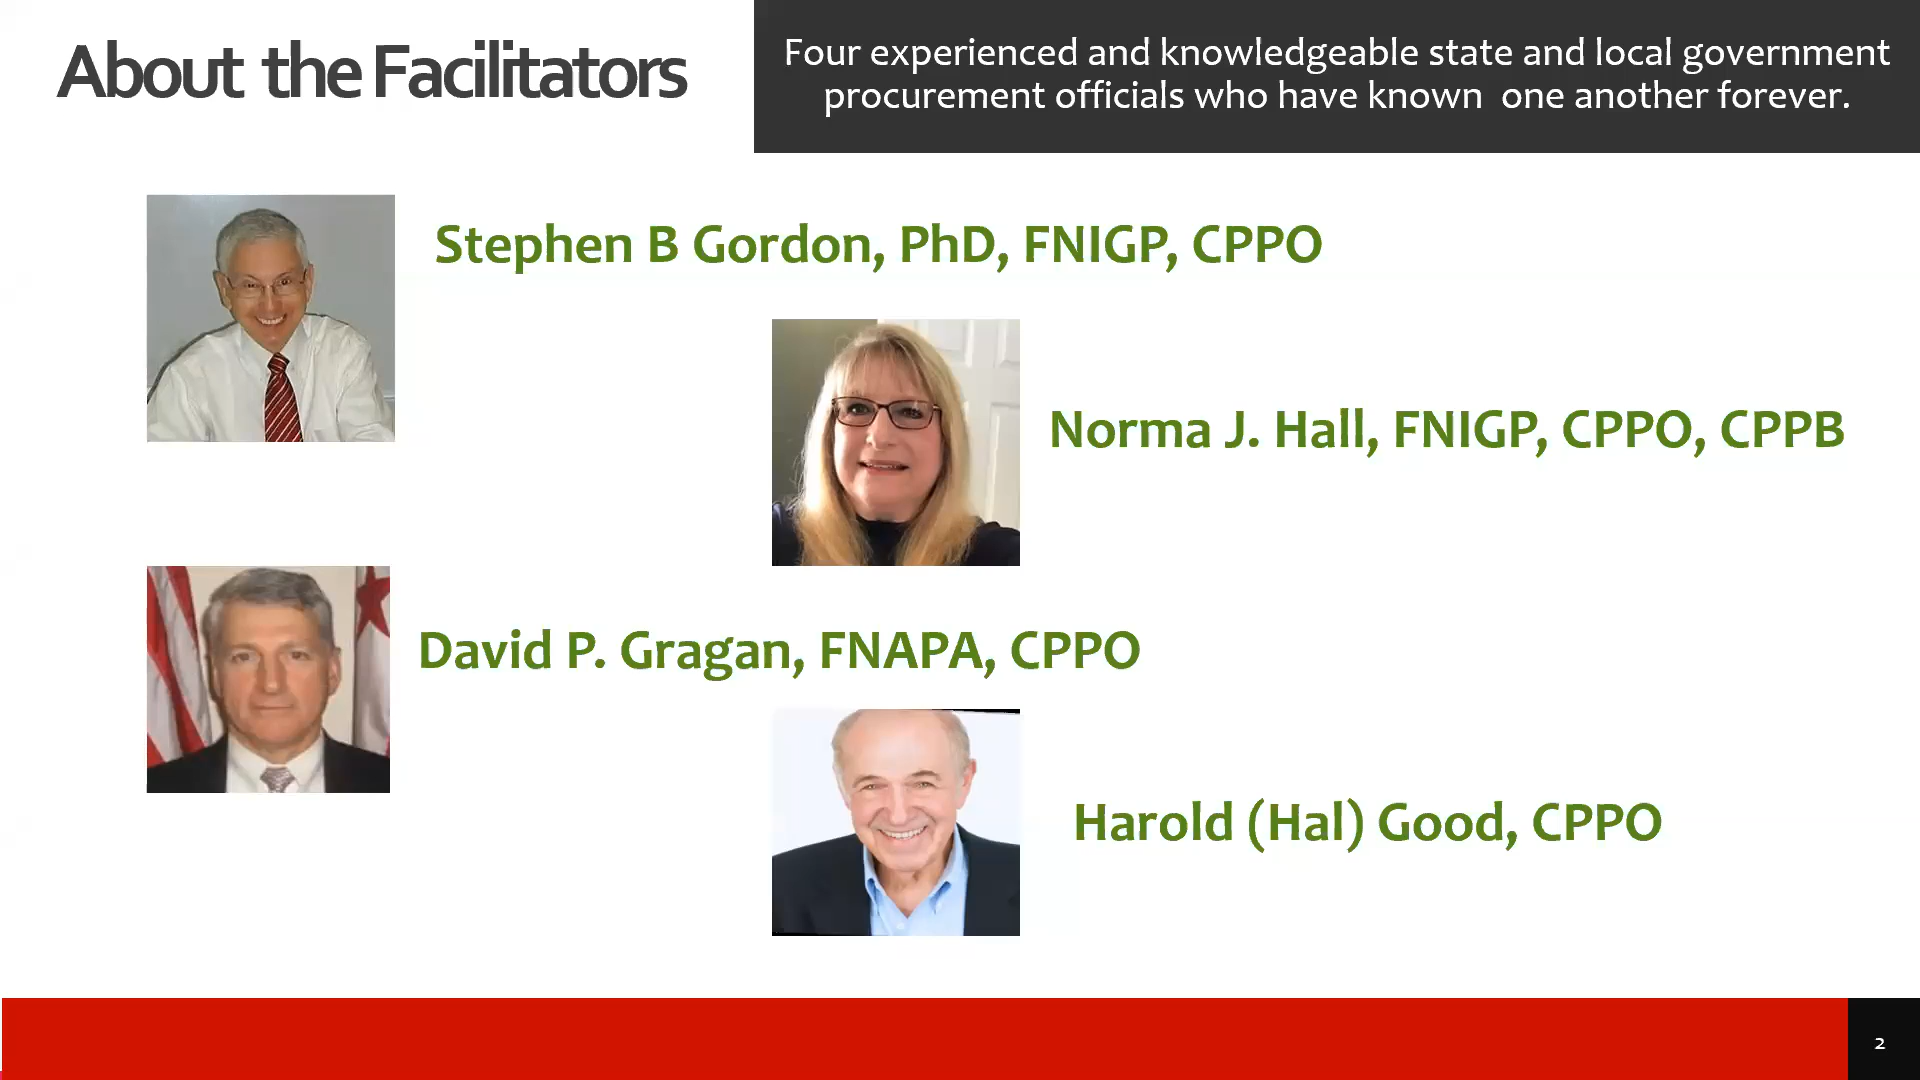 About the Facilitators
Four experienced and knowledgeable state and local government
procurement officials who have known one another forever.
Stephen B Gordon, PhD, FNIGP, CPPO
Norma J. Hall, FNIGP, CPPO, CPPB
David P. Gragan, FNAPA, CPPO
Harold (Hal) Good, CPPO
2